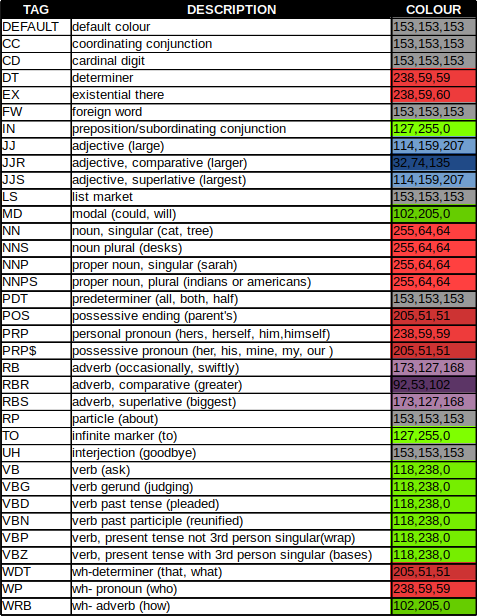 TAG DESCRIPTION COLOUR
DEFAULT default colour 153,153,153
CC coordinating conjunction 153,153,153
CD cardinal digit 153,153,153
DT determiner 238,59,59
EX existential there 238,59,60
FW foreign word 153,153,153
IN preposition/subordinating conjunction 127,255,0
JJ adjective (large) 114,159,207
JJR adjective, comparative (larger) 32,74,135
JJS adjective, superlative (largest) 114,159,207
LS list market 153,153,153
MD modal (could, will) 102,205,0
NN noun, singular (cat, tree) 255,64,64
NNS noun plural (desks) 255,64,64
NNP proper noun, singular (sarah) 255,64,64
NNPS proper noun, plural (indians or americans) 255,64,64
PDT predeterminer (all, both, half) 153,153,153
POS possessive ending (parent's) 205,51,51
PRP personal pronoun (hers, herself, him,himself) 238,59,59
PRP$ possessive pronoun (her, his, mine, my, our ) 205,51,51
RB adverb (occasionally, swiftly) 173,127,168
RBR adverb, comparative (greater) 92,53,102
RBS adverb, superlative (biggest) 173,127,168
RP particle (about) 153,153,153
TO infinite marker (to) 127,255,0
UH interjection (goodbye) 153,153,153
VB verb (ask) 118,238,0
VBG verb gerund (judging) 118,238,0
VBD verb past tense (pleaded) 118,238,0
VBN verb past participle (reunified) 118,238,0
VBP verb, present tense not 3rd person singular(wrap) 118,238,0
VBZ verb, present tense with 3rd person singular (bases) 118,238,0
WDT wh-determiner (that, what) 205,51,51
WP wh- pronoun (who) 238,59,59
WRB wh- adverb (how) 102,205,0